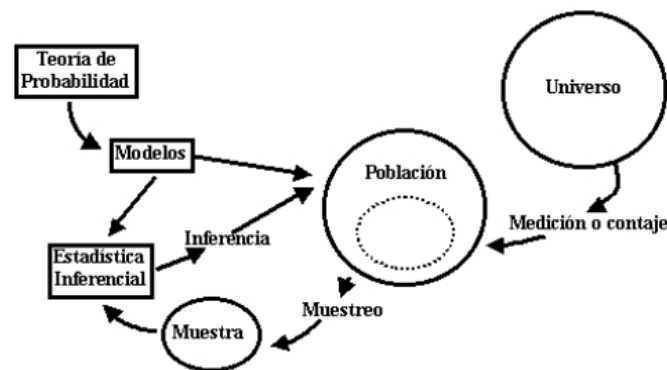 Teoría de
Probabilidad
Universo
Modelos
Población
Medición o contaje
Inferencia
Estadística
Inferencial
Muestreo
Muestra